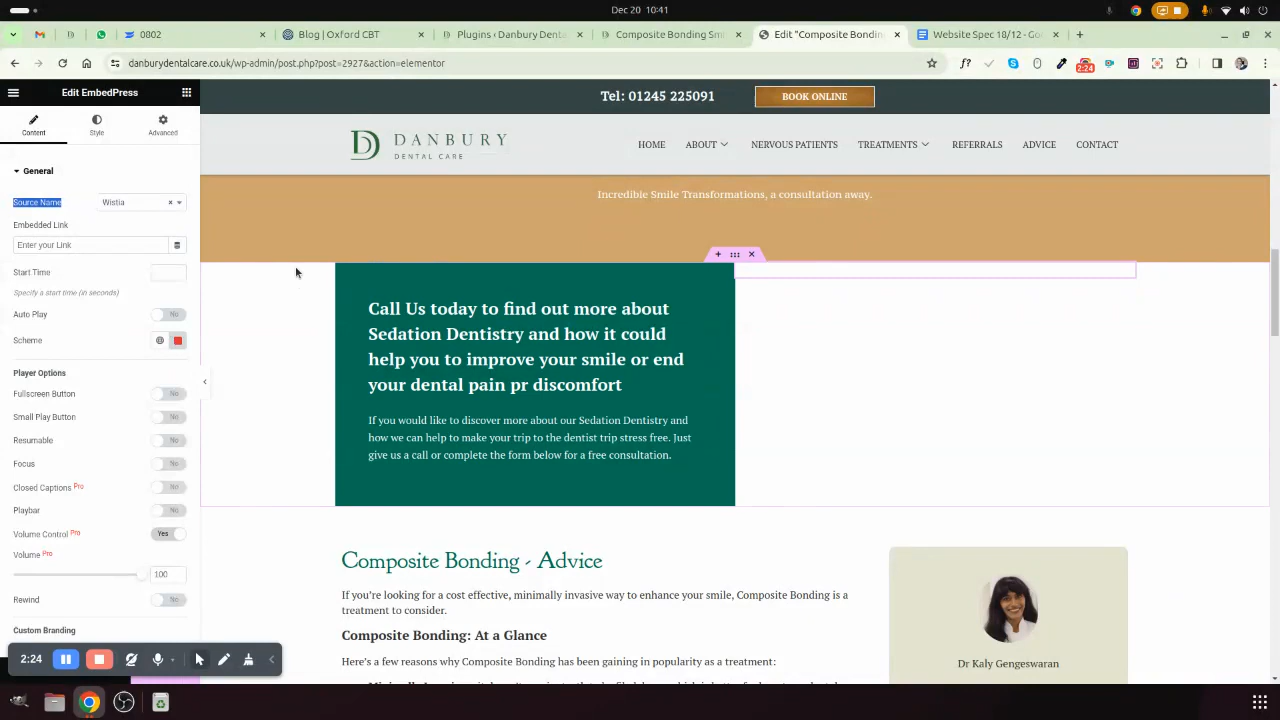 Dec 20 10:41
0802
Blog | Oxford CBT
Plugins ‹ Danbury Dent
Composite Bonding Smi
Edit "Composite Bondin
Website Spec 18/12 - Go
danburydentalcare.co.uk/wp-admin/post.php?post=2927&action=elementor
2:24
Edit EmbedPress
Content
Style
Advanced
General
Source Name
Wistia
Embedded Link
Enter your Link
Start Time
Specify a start time (in seconds)
Auto Play
No
Scheme
Player Options
Fullscreen Button
No
Small Play Button
No
Resumable
No
Focus
No
Closed Captions Pro
No
Playbar
No
Volume Control Pro
Yes
Volume Pro
100
Rewind
No
Custom Branding
2:24
Tel: 01245 225091
BOOK ONLINE
DANBURY
DENTAL CARE
HOME
ABOUT
NERVOUS PATIENTS
TREATMENTS
REFERRALS
ADVICE
CONTACT
Incredible Smile Transformations, a consultation away.
Call Us today to find out more about
Sedation Dentistry and how it could
help you to improve your smile or end
your dental pain pr discomfort
If you would like to discover more about our Sedation Dentistry and
how we can help to make your trip to the dentist trip stress free. Just
give us a call or complete the form below for a free consultation.
Composite Bonding - Advice
If you're looking for a cost effective, minimally invasive way to enhance your smile, Composite Bonding is a
treatment to consider.
Composite Bonding: At a Glance
Here's a few reasons why Composite Bonding has been gaining in popularity as a treatment:
Dr Kaly Gengeswaran